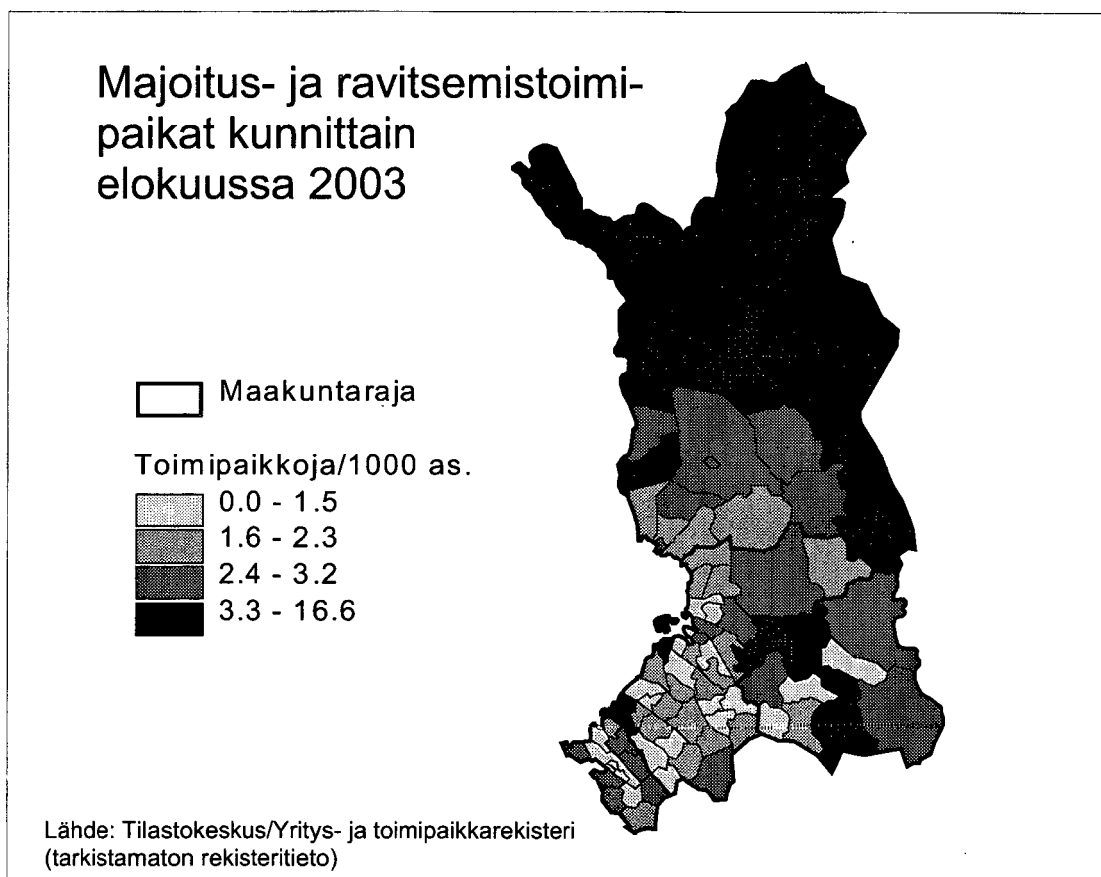 Majoitus- ja ravitsemistoimi-
paikat kunnittain
elokuussa 2003
Maakuntaraja
Toimipaikkoja/1000 as.
0.0 - 1.5
1.6 - 2.3
2.4 - 3.2
3.3 - 16.6
Lähde: Tilastokeskus/Yritys- ja toimipaikkarekisteri
(tarkistamaton rekisteritieto)